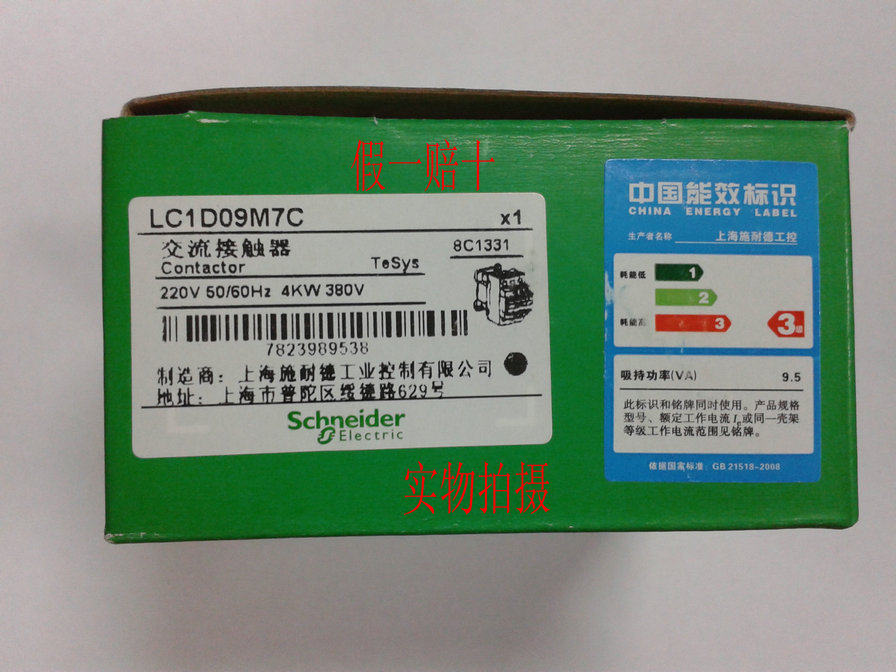 假一赔十
LC1D09M7C x1
交流接触器 8C1331
Contactor TeSys
220V 50/60Hz 4KW 380V
7823989538
制造商：上海施耐德工业控制有限公司
地址：上海市普陀区绥德路629号
Schneider
Electric
实物拍摄
中国能效标识
CHINA ENERGY LABEL
生产者名称 上海施耐德工控
耗能低 1
2
耗能高 3 3级
吸持功率(VA) 9.5
此标识和铭牌同时使用。产品规格
型号、额定工作电流Ie或同一壳架
等级工作电流范围见铭牌。
依据国家标准：GB 21518-2008